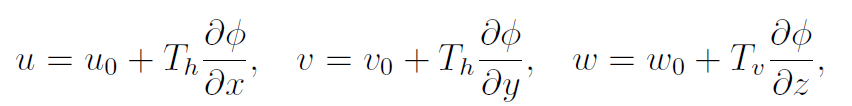 $u = u_0 + T_h \frac{\partial \phi}{\partial x}, \quad v = v_0 + T_h \frac{\partial \phi}{\partial y}, \quad w = w_0 + T_v \frac{\partial \phi}{\partial z},$